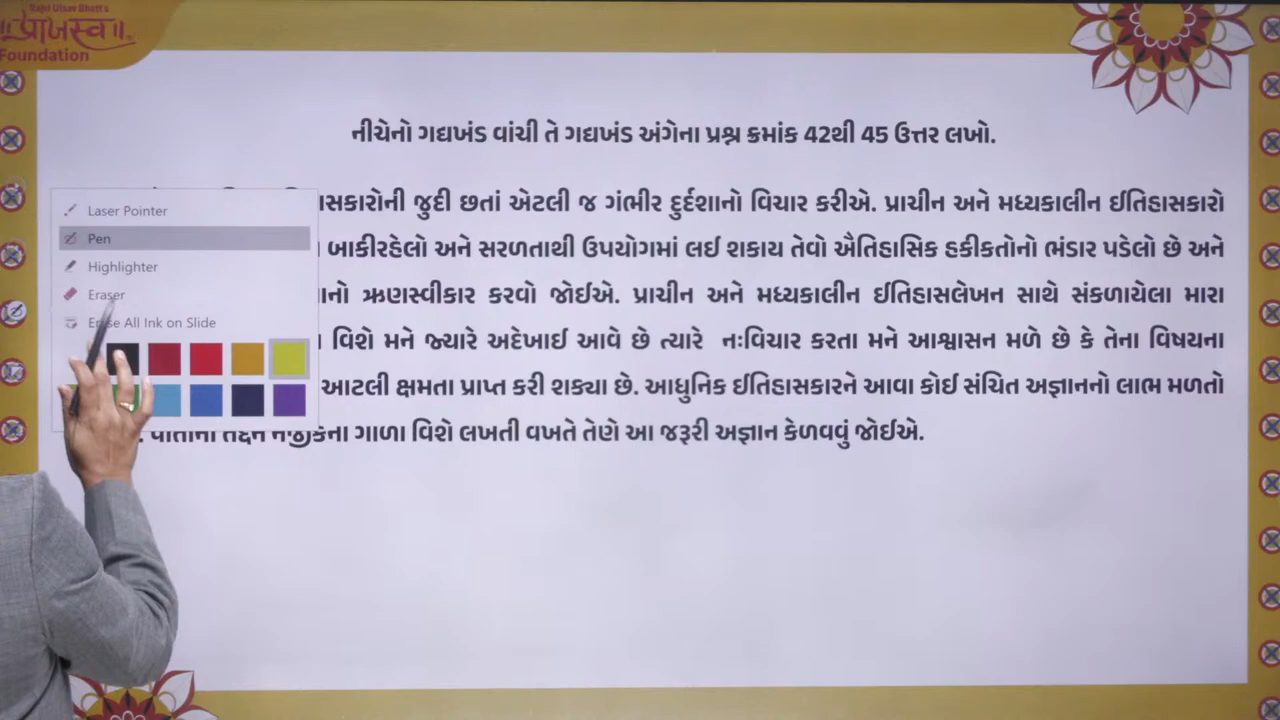 Rajvi Utsav Bhatt's
॥પ્રાજસ્વ॥
Foundation
નીચેનો ગદ્યખંડ વાંચી તે ગદ્યખંડ અંગેના પ્રશ્ન ક્રમાંક 42થી 45 ઉત્તર લખો.
સકારોની જુદી છતાં એટલી જ ગંભીર દુર્દશાનો વિચાર કરીએ. પ્રાચીન અને મધ્યકાલીન ઈતિહાસકારો
બાકીરહેલો અને સરળતાથી ઉપયોગમાં લઈ શકાય તેવો ઐતિહાસિક હકીકતોનો ભંડાર પડેલો છે અને
નો ઋણસ્વીકાર કરવો જોઈએ. પ્રાચીન અને મધ્યકાલીન ઈતિહાસલેખન સાથે સંકળાયેલા મારા
વિશે મને જ્યારે અદેખાઈ આવે છે ત્યારે નઃવિચાર કરતા મને આશ્વાસન મળે છે કે તેના વિષયના
આટલી ક્ષમતા પ્રાપ્ત કરી શક્યા છે. આધુનિક ઈતિહાસકારને આવા કોઈ સંચિત અજ્ઞાનનો લાભ મળતો
ગાળા વિશે લખતી વખતે તેણે આ જરૂરી અજ્ઞાન કેળવવું જોઈએ.
Laser Pointer
Pen
Highlighter
Eraser
Erase All Ink on Slide